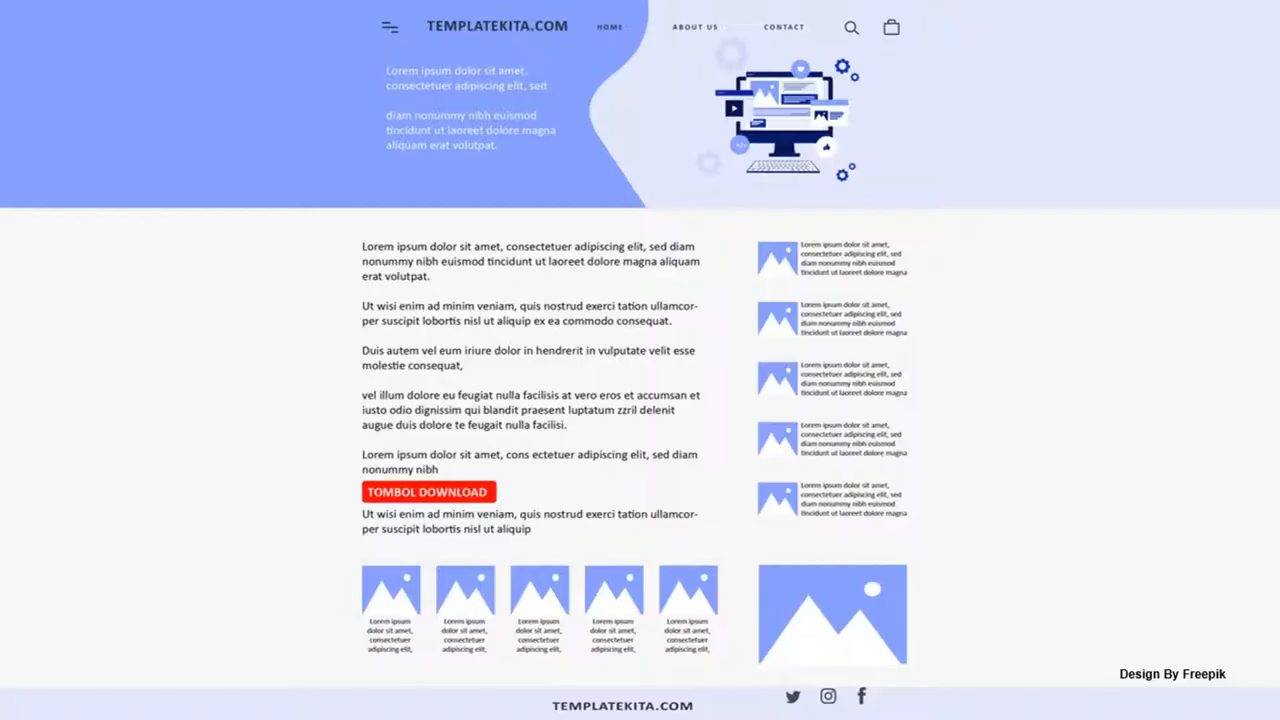 TEMPLATEKITA.COM HOME ABOUT US CONTACT
Lorem ipsum dolor sit amet,
consectetuer adipiscing elit, sed
diam nonummy nibh euismod
tincidunt ut laoreet dolore magna
aliquam erat volutpat.
Lorem ipsum dolor sit amet, consectetuer adipiscing elit, sed diam
nonummy nibh euismod tincidunt ut laoreet dolore magna aliquam
erat volutpat.
Ut wisi enim ad minim veniam, quis nostrud exerci tation ullamcor-
per suscipit lobortis nisl ut aliquip ex ea commodo consequat.
Duis autem vel eum iriure dolor in hendrerit in vulputate velit esse
molestie consequat,
vel illum dolore eu feugiat nulla facilisis at vero eros et accumsan et
iusto odio dignissim qui blandit praesent luptatum zzril delenit
augue duis dolore te feugait nulla facilisi.
Lorem ipsum dolor sit amet, cons ectetuer adipiscing elit, sed diam
nonummy nibh
TOMBOL DOWNLOAD
Ut wisi enim ad minim veniam, quis nostrud exerci tation ullamcor-
per suscipit lobortis nisl ut aliquip
Lorem ipsum dolor sit amet,
consectetuer adipiscing elit, sed
diam nonummy nibh euismod
tincidunt ut laoreet dolore magna
Lorem ipsum dolor sit amet,
consectetuer adipiscing elit, sed
diam nonummy nibh euismod
tincidunt ut laoreet dolore magna
Lorem ipsum dolor sit amet,
consectetuer adipiscing elit, sed
diam nonummy nibh euismod
tincidunt ut laoreet dolore magna
Lorem ipsum dolor sit amet,
consectetuer adipiscing elit, sed
diam nonummy nibh euismod
tincidunt ut laoreet dolore magna
Lorem ipsum dolor sit amet,
consectetuer adipiscing elit, sed
diam nonummy nibh euismod
tincidunt ut laoreet dolore magna
Lorem ipsum
dolor sit amet,
consectetuer
adipiscing elit,
Lorem ipsum
dolor sit amet,
consectetuer
adipiscing elit,
Lorem ipsum
dolor sit amet,
consectetuer
adipiscing elit,
Lorem ipsum
dolor sit amet,
consectetuer
adipiscing elit,
Lorem ipsum
dolor sit amet,
consectetuer
adipiscing elit,
Design By Freepik
TEMPLATEKITA.COM